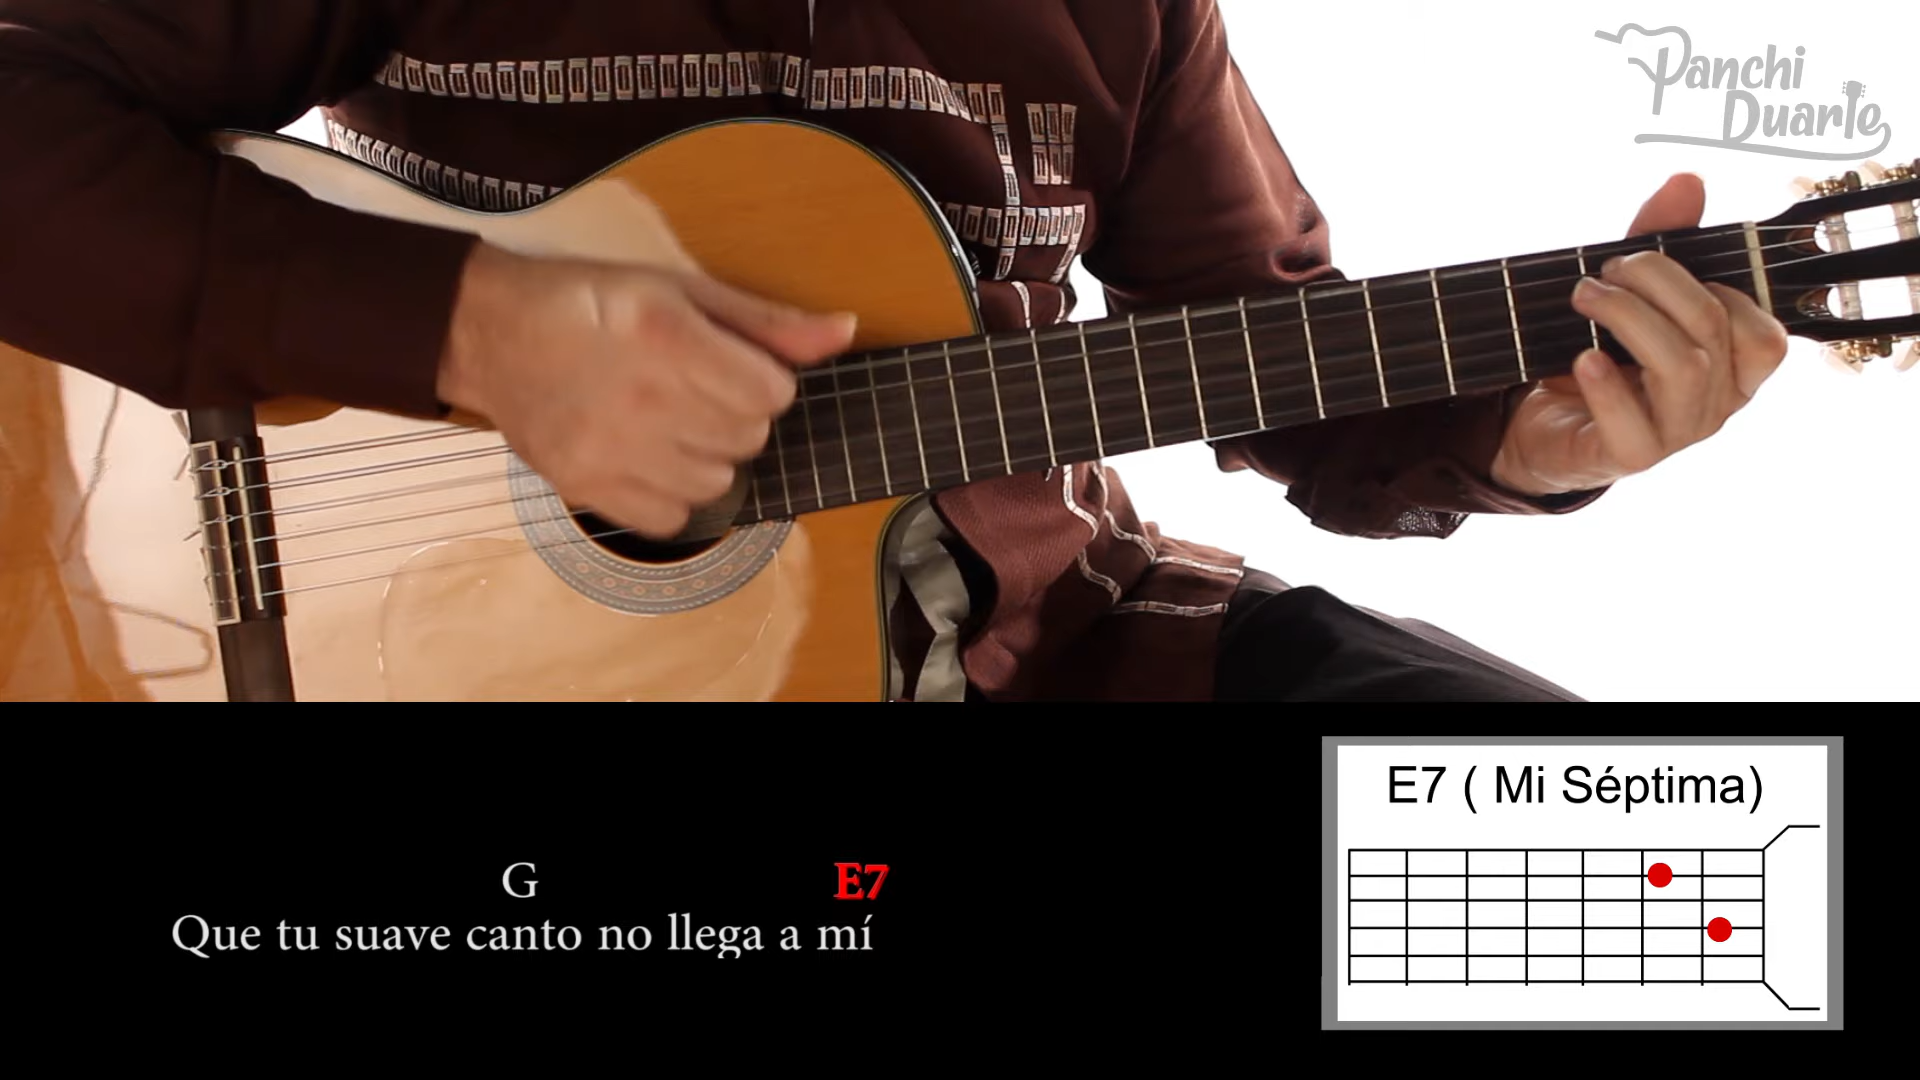 Panchi
Duarte
E7 ( Mi Séptima)
G E7
Que tu suave canto no llega a mí